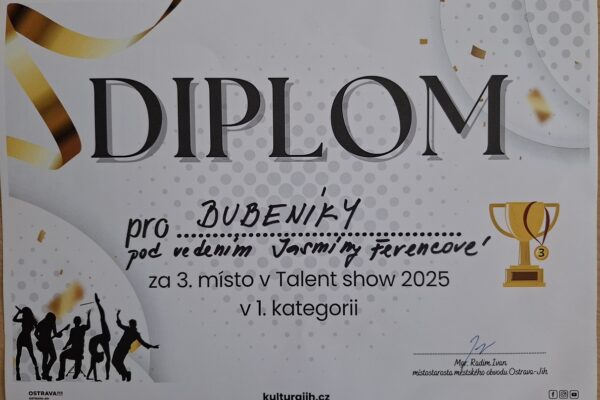 DIPLOM
pro BUBENÍKY
pod vedením Jasmíny Ferencové
za 3. místo v Talent show 2025
v 1. kategorii
3
Mgr. Radim Ivan
místostarosta městského obvodu Ostrava-Jih
OSTRAVA!!!
kulturajih.cz